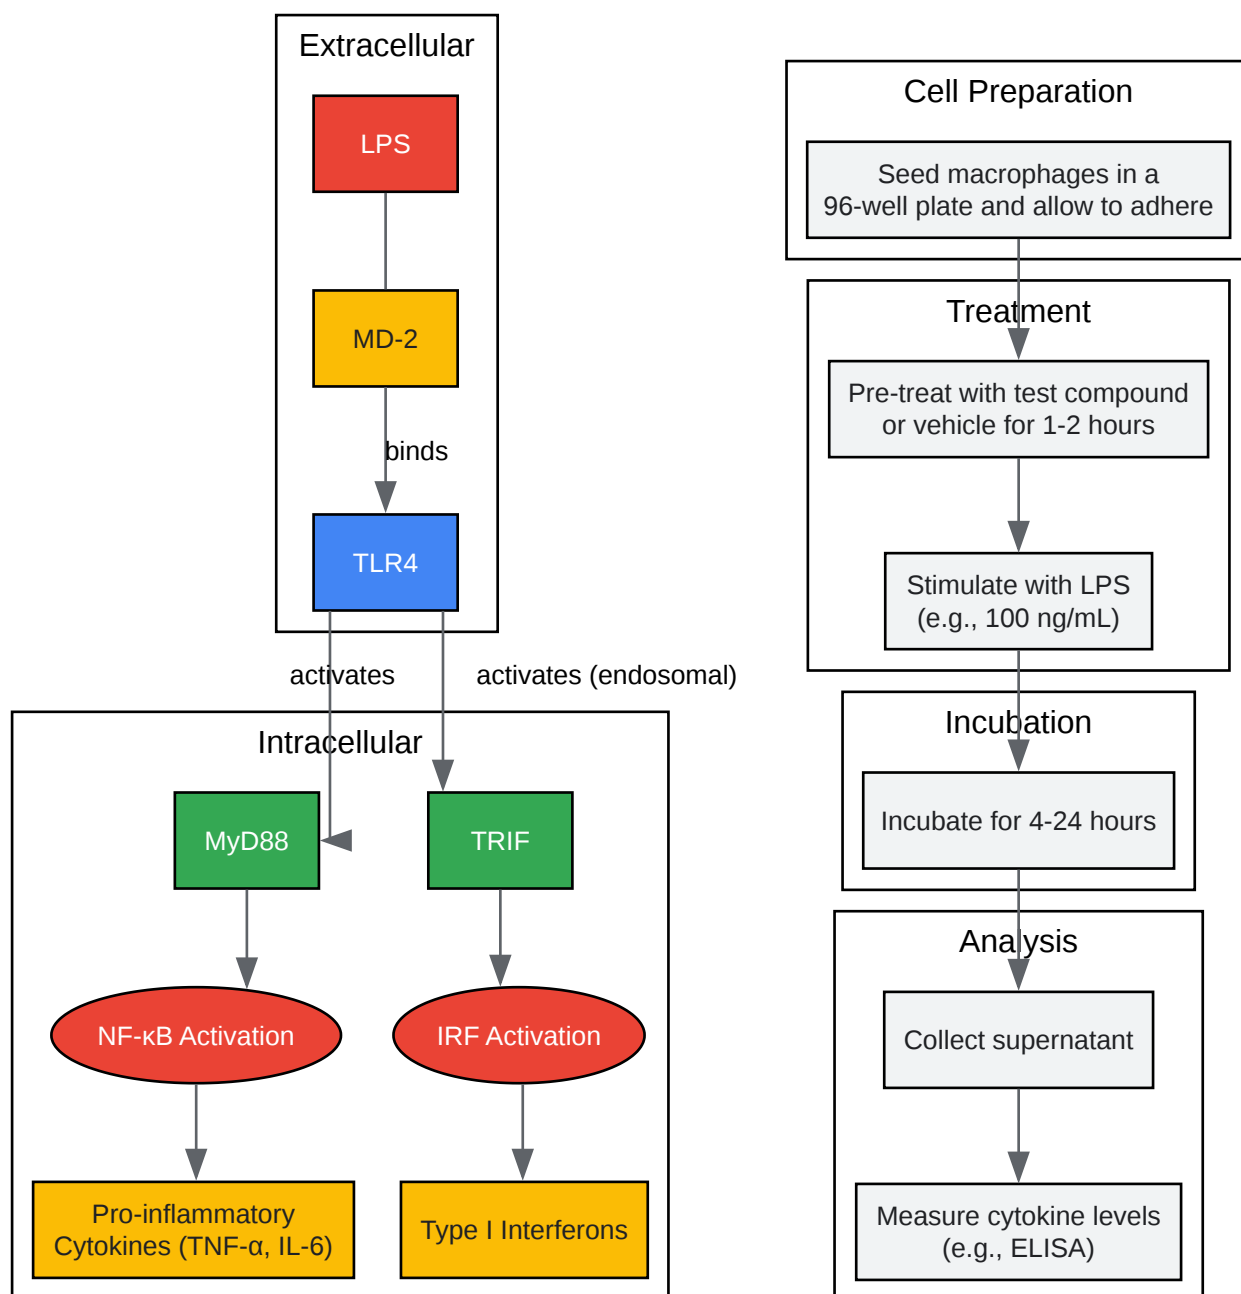 Extracellular
LPS
MD-2
binds
TLR4
activates
activates (endosomal)
Intracellular
MyD88
TRIF
NF-κB Activation
IRF Activation
Pro-inflammatory
Cytokines (TNF-α, IL-6)
Type I Interferons
Cell Preparation
Seed macrophages in a
96-well plate and allow to adhere
Treatment
Pre-treat with test compound
or vehicle for 1-2 hours
Stimulate with LPS
(e.g., 100 ng/mL)
Incubation
Incubate for 4-24 hours
Analysis
Collect supernatant
Measure cytokine levels
(e.g., ELISA)